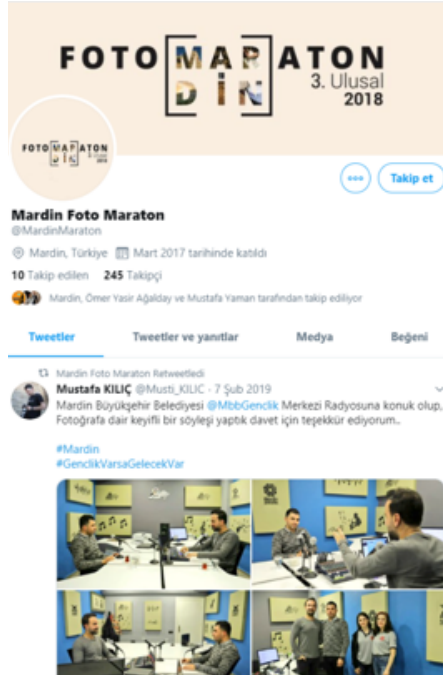 FOTO[MAR]ATON
DİN
3. Ulusal
2018
FOTO[MAR]ATON
DİN
Takip et
Mardin Foto Maraton
@MardinMaraton
Mardin, Türkiye Mart 2017 tarihinde katıldı
10 Takip edilen 245 Takipçi
Mardin, Ömer Yasir Ağalday ve Mustafa Yaman tarafından takip ediliyor
Tweetler Tweetler ve yanıtlar Medya Beğeni
Mardin Foto Maraton Retweetledi
Mustafa KILIÇ @Musti_KILIC · 7 Şub 2019
Mardin Büyükşehir Belediyesi @MbbGenclik Merkezi Radyosuna konuk olup,
Fotoğrafa dair keyifli bir söyleşi yaptık davet için teşekkür ediyorum..
#Mardin
#GenclikVarsaGelecekVar